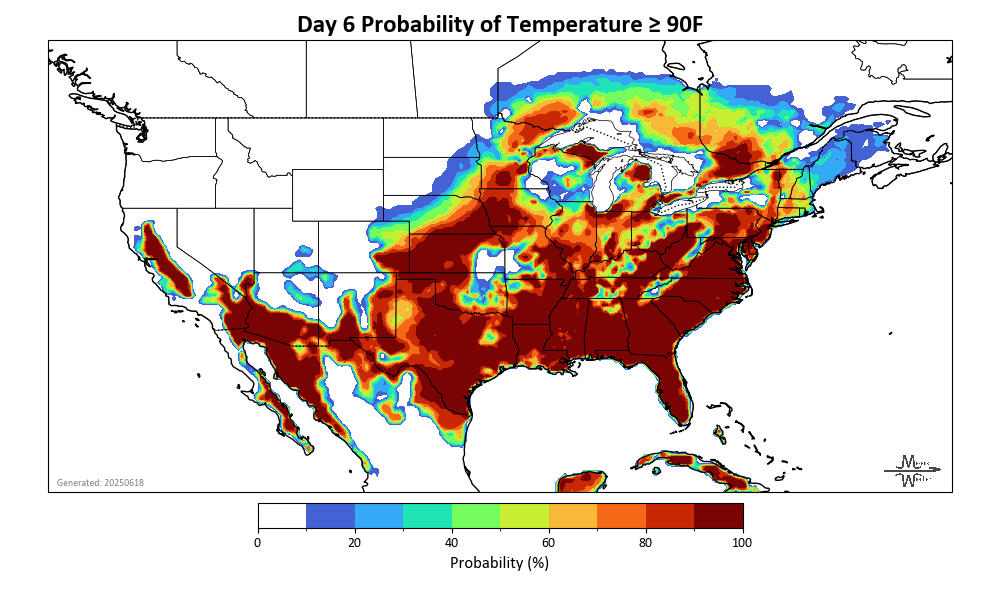 Day 6 Probability of Temperature ≥ 90F
Generated: 20250618
0 20 40 60 80 100
Probability (%)